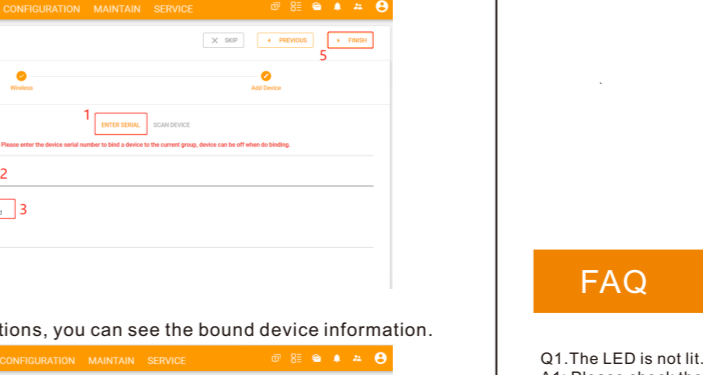 CONFIGURATION MAINTAIN SERVICE
SKIP PREVIOUS FINISH
5
Wireless Add Device
1
ENTER SERIAL SCAN DEVICE
Please enter the device serial number to bind a device to the current group, device can be off when do binding.
2
3
tions, you can see the bound device information.
CONFIGURATION MAINTAIN SERVICE
FAQ
Q1.The LED is not lit.